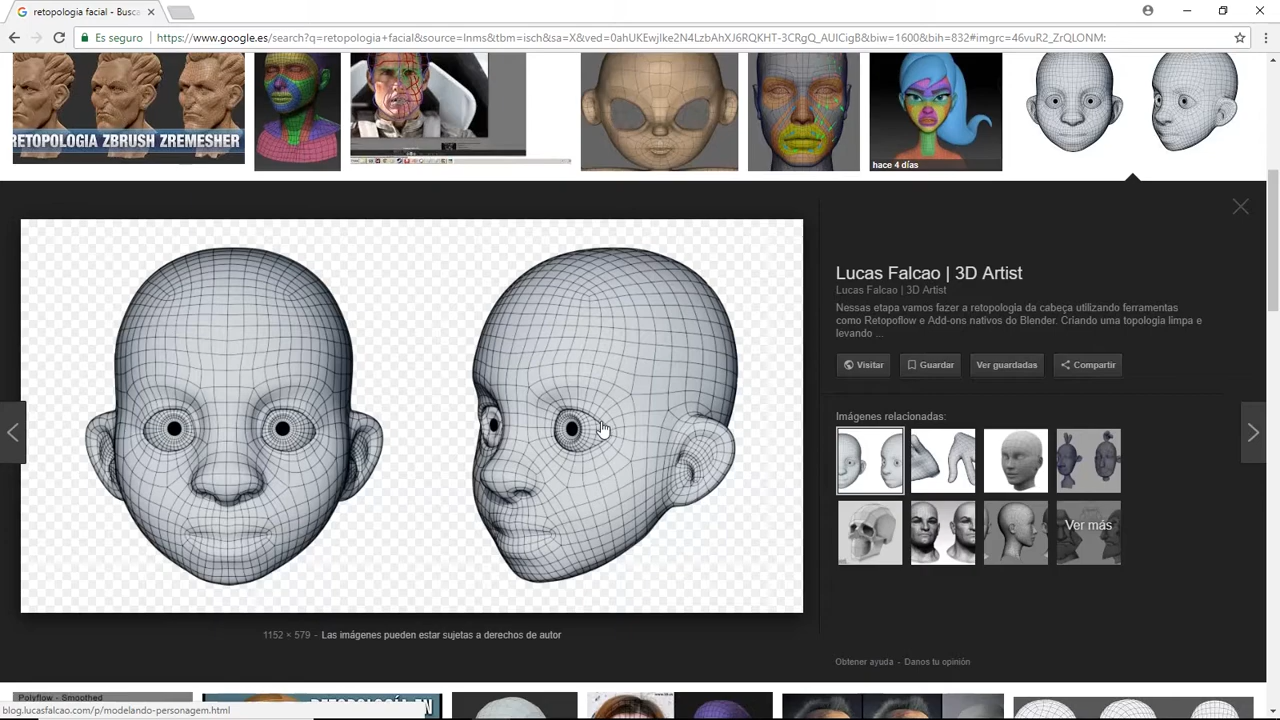 retopologia facial - Busca
Es seguro
https://www.google.es/search?q=retopologia+facial&source=lnms&tbm=isch&sa=X&ved=0ahUKEwjIke2N4LzbAhXJ6RQKHT-3CRgQ_AUICigB&biw=1600&bih=832#imgrc=46vuR2_ZrQLONM:
RETOPOLOGIA ZBRUSH ZREMESHER
hace 4 días
Lucas Falcao | 3D Artist
Lucas Falcao | 3D Artist
Nessas etapa vamos fazer a retopologia da cabeça utilizando ferramentas
como Retopoflow e Add-ons nativos do Blender. Criando uma topologia limpa e
levando ...
Visitar
Guardar
Ver guardadas
Compartir
Imágenes relacionadas:
Ver más
1152 × 579 - Las imágenes pueden estar sujetas a derechos de autor
Obtener ayuda - Danos tu opinión
Polyflow - Smoothed
RETOPOLOGÍA EN
blog.lucasfalcao.com/p/modelando-personagem.html